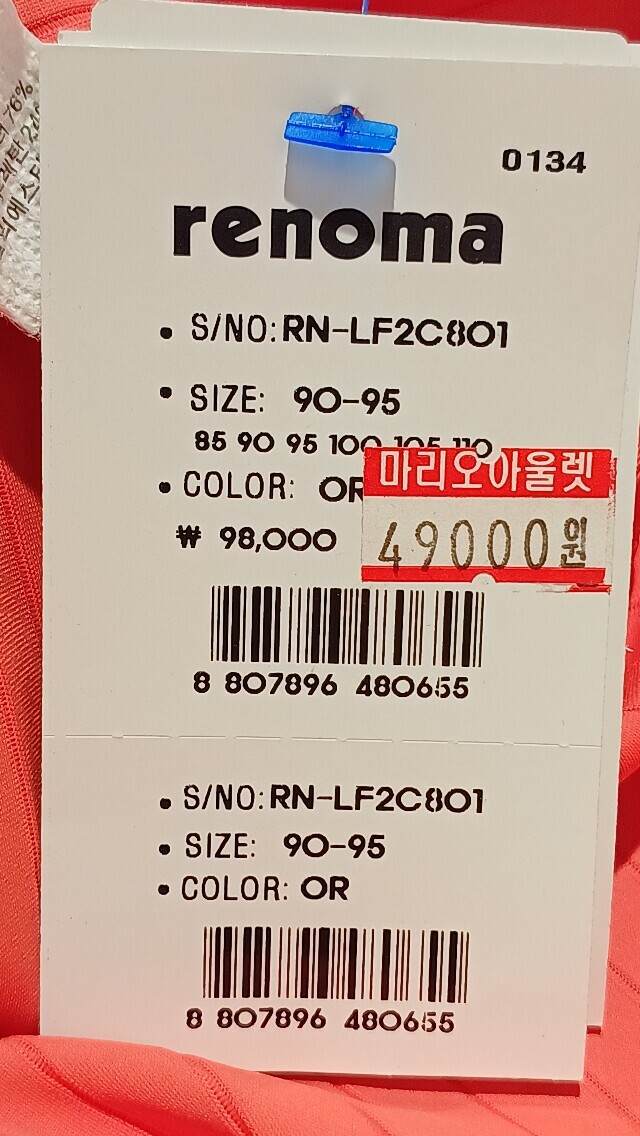 0134
renoma
• S/NO: RN-LF2C801
• SIZE: 90-95
85 90 95 100 105 110
• COLOR: OR
마리오아울렛
₩ 98,000
49000원
8 807896 480655
• S/NO: RN-LF2C801
• SIZE: 90-95
• COLOR: OR
8 807896 480655